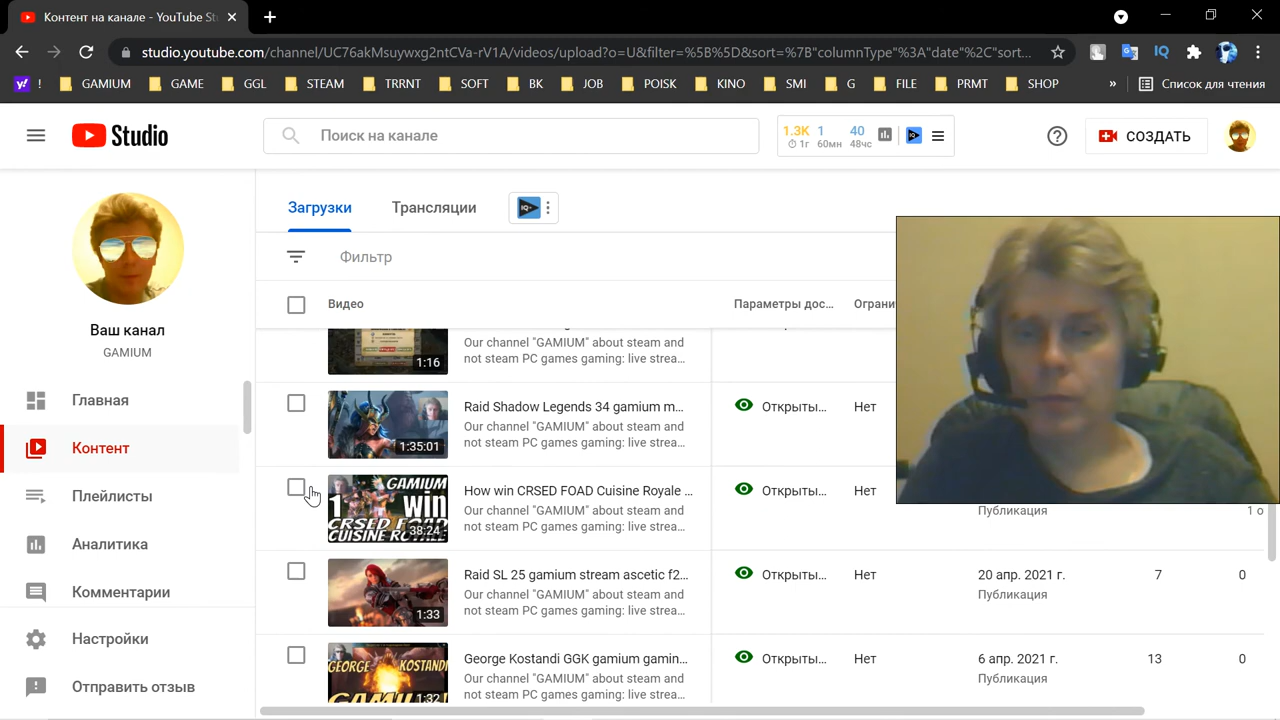 Контент на канале - YouTube St
studio.youtube.com/channel/UC76akMsuywxg2ntCVa-rV1A/videos/upload?o=U&filter=%5B%5D&sort=%7B"columnType"%3A"date"%2C"sort...
!
GAMIUM
GAME
GGL
STEAM
TRRNT
SOFT
BK
JOB
POISK
KINO
SMI
G
FILE
PRMT
SHOP
»
Список для чтения
Studio
Поиск на канале
1.3K 1 40
1г 60мн 48чс
СОЗДАТЬ
Загрузки
Трансляции
IQ
Фильтр
Видео
Параметры дос...
Ваш канал
GAMIUM
Главная
Контент
Плейлисты
Аналитика
Комментарии
Настройки
Отправить отзыв
Our channel "GAMIUM" about steam and
not steam PC games gaming: live strea...
1:16
Raid Shadow Legends 34 gamium m...
Our channel "GAMIUM" about steam and
not steam PC games gaming: live strea...
1:35:01
Открыты...
Нет
How win CRSED FOAD Cuisine Royale ...
Our channel "GAMIUM" about steam and
not steam PC games gaming: live strea...
GAMIUM
1 win
CRSED FOAD
CUISINE ROYALE
38:24
Открыты...
Нет
Публикация
Raid SL 25 gamium stream ascetic f2...
Our channel "GAMIUM" about steam and
not steam PC games gaming: live strea...
1:33
Открыты...
Нет
20 апр. 2021 г.
7
0
Публикация
George Kostandi GGK gamium gamin...
Our channel "GAMIUM" about steam and
not steam PC games gaming: live strea...
GEORGE KOSTANDI
GAMIUM
1:32
Открыты...
Нет
6 апр. 2021 г.
13
0
Публикация